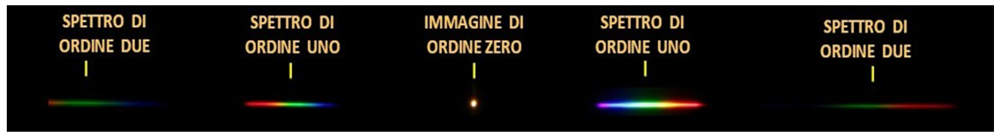 SPETTRO DI
ORDINE DUE
SPETTRO DI
ORDINE UNO
IMMAGINE DI
ORDINE ZERO
SPETTRO DI
ORDINE UNO
SPETTRO DI
ORDINE DUE